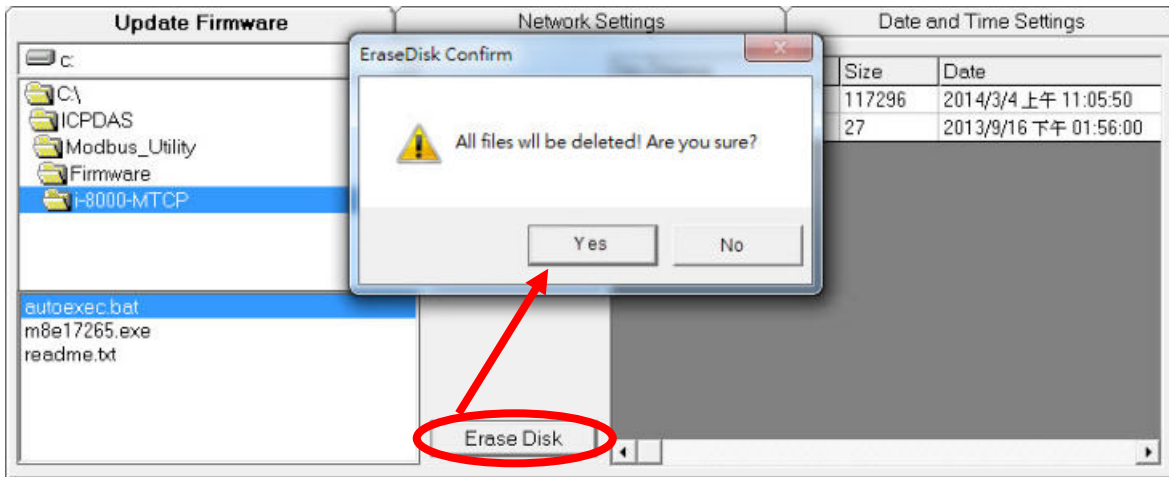 Update Firmware
Network Settings
Date and Time Settings
c:
C:\
ICPDAS
Modbus_Utility
Firmware
i-8000-MTCP
autoexec.bat
m8e17265.exe
readme.txt
EraseDisk Confirm
All files wll be deleted! Are you sure?
Yes
No
Erase Disk
Size Date
117296 2014/3/4 上午 11:05:50
27 2013/9/16 下午 01:56:00